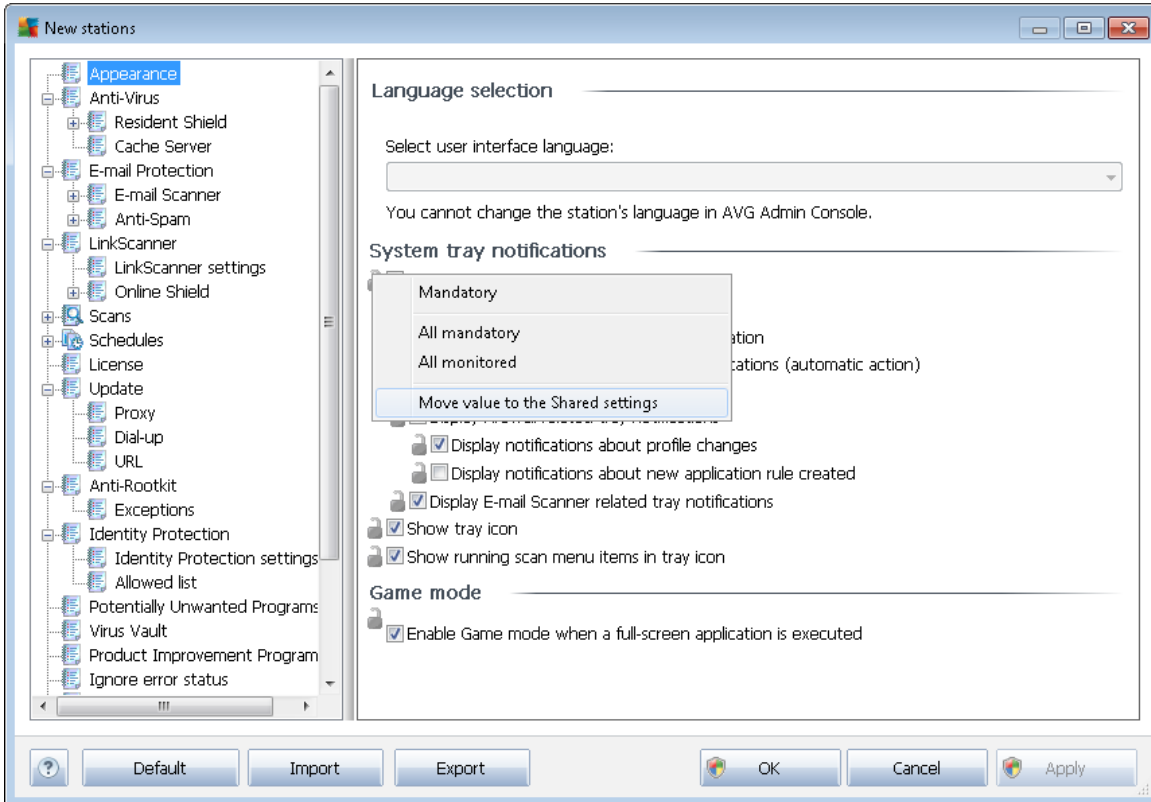 New stations
Appearance
Anti-Virus
Resident Shield
Cache Server
E-mail Protection
E-mail Scanner
Anti-Spam
LinkScanner
LinkScanner settings
Online Shield
Scans
Schedules
License
Update
Proxy
Dial-up
URL
Anti-Rootkit
Exceptions
Identity Protection
Identity Protection settings
Allowed list
Potentially Unwanted Programs
Virus Vault
Product Improvement Program
Ignore error status
Language selection
Select user interface language:
You cannot change the station's language in AVG Admin Console.
System tray notifications
Mandatory
All mandatory
All monitored
Move value to the Shared settings
(automatic action)
related tray notifications
Display notifications about profile changes
Display notifications about new application rule created
Display E-mail Scanner related tray notifications
Show tray icon
Show running scan menu items in tray icon
Game mode
Enable Game mode when a full-screen application is executed
? Default Import Export OK Cancel Apply